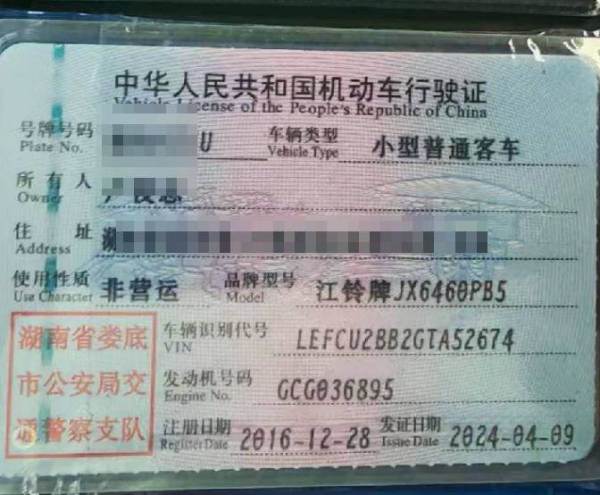 中华人民共和国机动车行驶证
Vehicle License of the People's Republic of China
号牌号码 U 车辆类型 小型普通客车
Plate No. Vehicle Type
所有人
Owner
住址 湖
Address
使用性质 非营运 品牌型号 江铃牌JX6460PB5
Use Character Model
湖南省娄底 车辆识别代号 LEFCU2BB2GTA52674
VIN
市公安局交 发动机号码 GCG036895
Engine No.
通警察支队 注册日期 2016-12-28 发证日期 2024-04-09
Register Date Issue Date